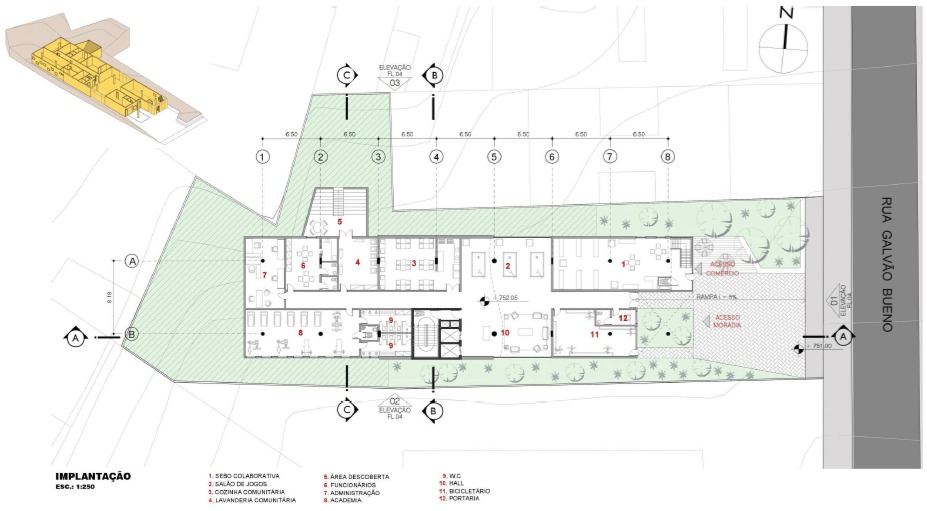 N
ELEVAÇÃO
FL.04
03
C
B
6.50 6.50 6.50 6.50 6.50 6.50 6.50
1 2 3 4 5 6 7 8
RUA GALVÃO BUENO
5
A
7 6 4 3 2 1
ACESSO
COMÉRCIO
8.18
752.05
RAMPA i - 5%
ELEVAÇÃO
FL.04
01
B
8
9
9
10
11
12
ACESSO
MORADIA
A
A
751.00
C
B
02
ELEVAÇÃO
FL.04
IMPLANTAÇÃO
ESC.: 1:250
1. SEBO COLABORATIVA
2. SALÃO DE JOGOS
3. COZINHA COMUNITÁRIA
4. LAVANDERIA COMUNITÁRIA
5. ÁREA DESCOBERTA
6. FUNCIONÁRIOS
7. ADMINISTRAÇÃO
8. ACADEMIA
9. W.C
10. HALL
11. BICICLETÁRIO
12. PORTARIA